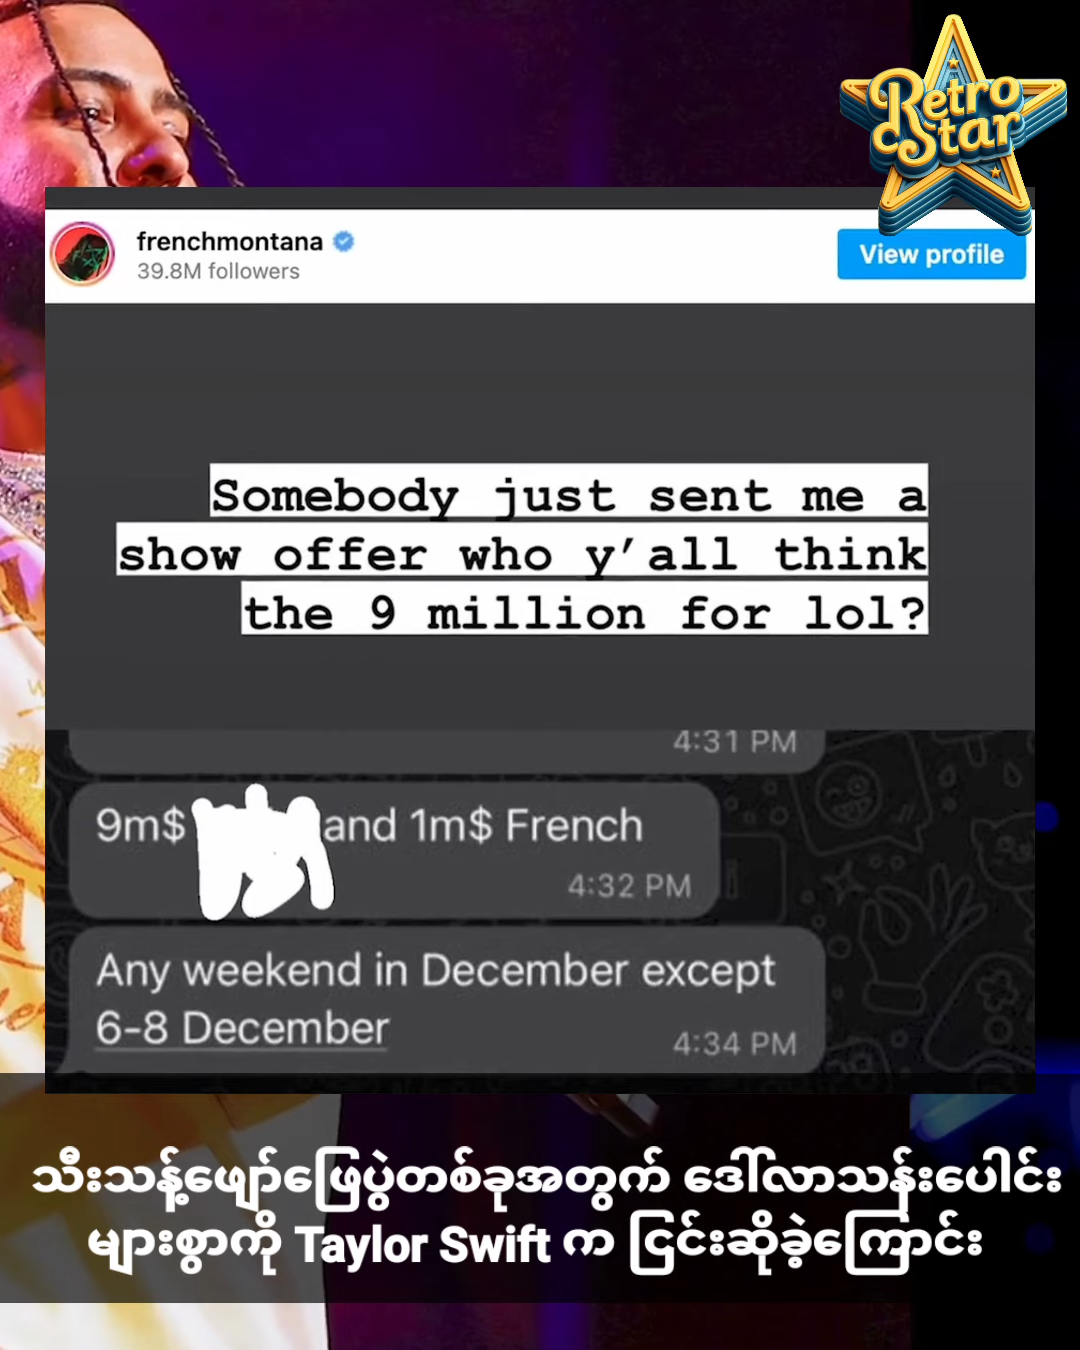 Retro
Star
frenchmontana
39.8M followers
View profile
Somebody just sent me a
show offer who y'all think
the 9 million for lol?
4:31 PM
9m$ and 1m$ French
4:32 PM
Any weekend in December except
6-8 December
4:34 PM
သီးသန့်ဖျော်ဖြေပွဲတစ်ခုအတွက် ဒေါ်လာသန်းပေါင်း
များစွာကို Taylor Swift က ငြင်းဆိုခဲ့ကြောင်း